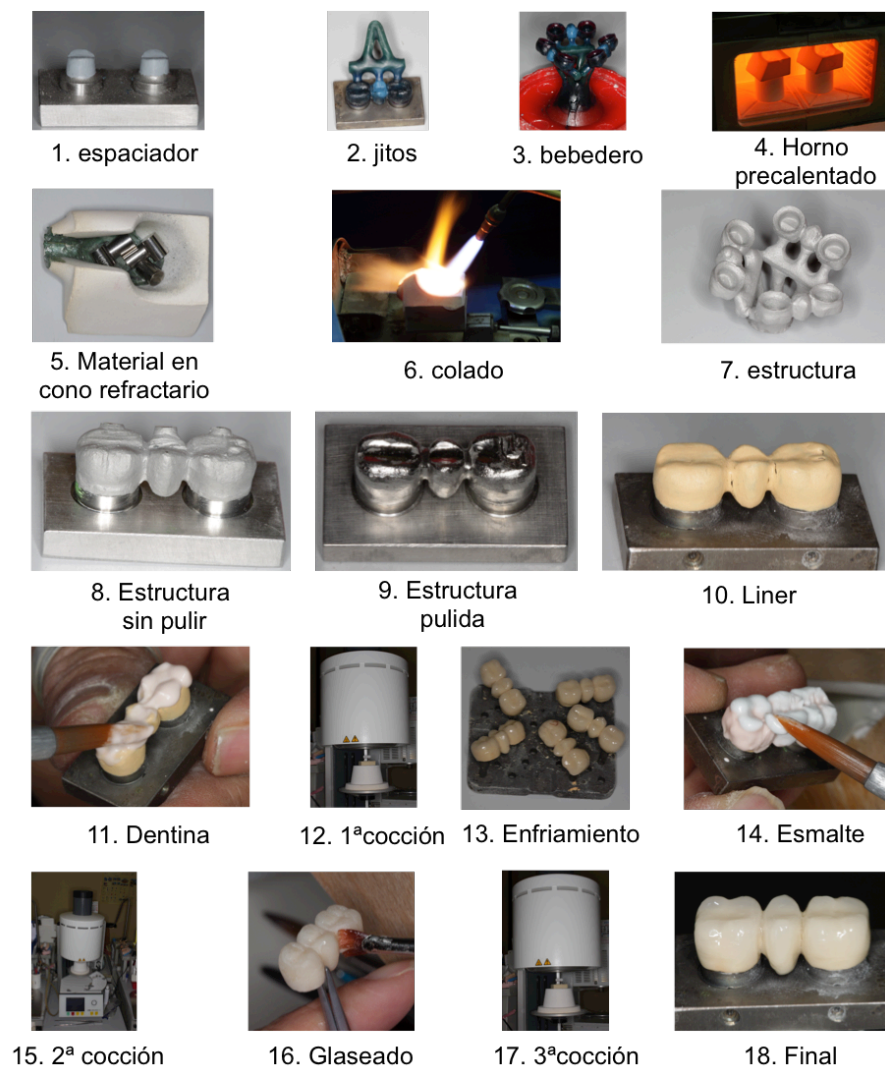 1. espaciador
2. jitos
3. bebedero
4. Horno
precalentado
5. Material en
cono refractario
6. colado
7. estructura
8. Estructura
sin pulir
9. Estructura
pulida
10. Liner
11. Dentina
12. 1ªcocción
13. Enfriamiento
14. Esmalte
15. 2ª cocción
16. Glaseado
17. 3ªcocción
18. Final